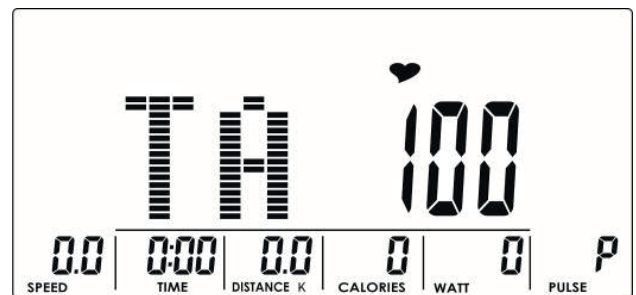 TA 100
0.0 0:00 0.0 0 0 P
SPEED TIME DISTANCE K CALORIES WATT PULSE